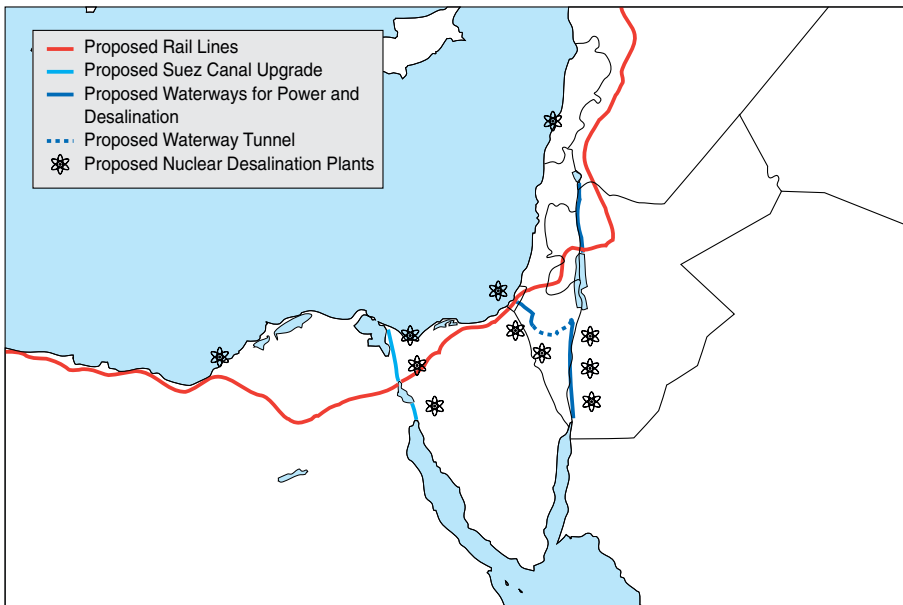 Proposed Rail Lines
Proposed Suez Canal Upgrade
Proposed Waterways for Power and
Desalination
Proposed Waterway Tunnel
Proposed Nuclear Desalination Plants